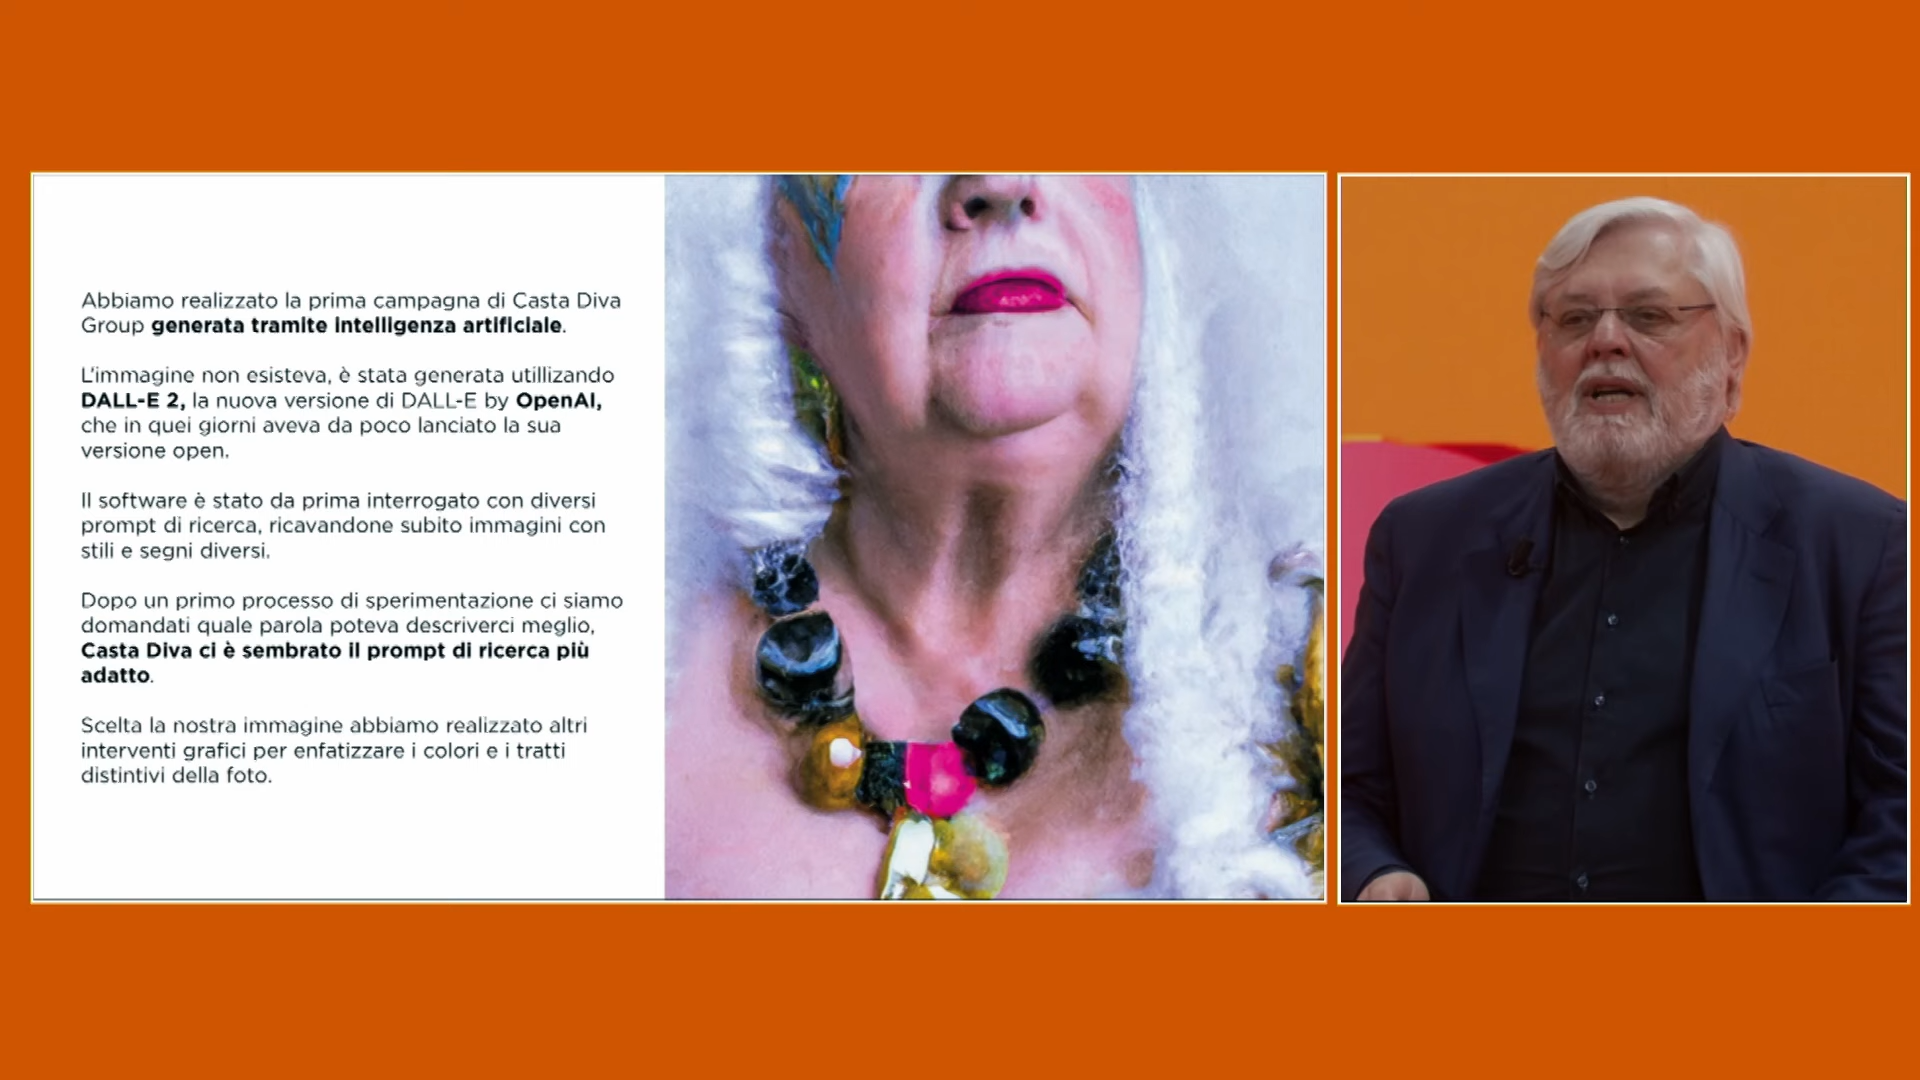 Abbiamo realizzato la prima campagna di Casta Diva
Group generata tramite intelligenza artificiale.
L'immagine non esisteva, è stata generata utillizando
DALL-E 2, la nuova versione di DALL-E by OpenAI,
che in quei giorni aveva da poco lanciato la sua
versione open.
Il software è stato da prima interrogato con diversi
prompt di ricerca, ricavandone subito immagini con
stili e segni diversi.
Dopo un primo processo di sperimentazione ci siamo
domandati quale parola poteva descriverci meglio,
Casta Diva ci è sembrato il prompt di ricerca più
adatto.
Scelta la nostra immagine abbiamo realizzato altri
interventi grafici per enfatizzare i colori e i tratti
distintivi della foto.